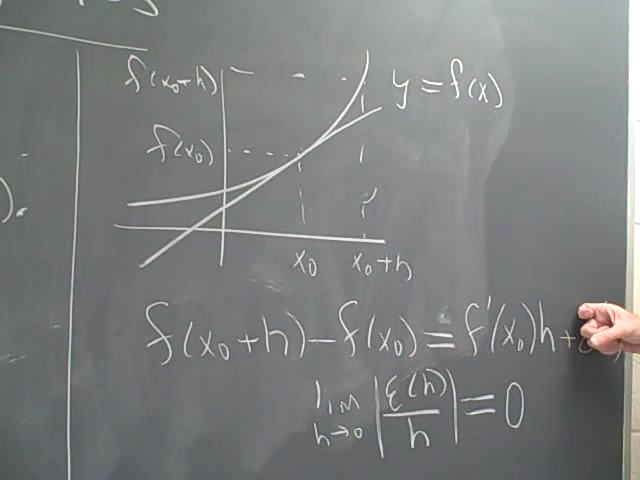 f(x₀+h)
y = f(x)
f(x₀)
x₀ x₀+h
f(x₀+h) – f(x₀) = f'(x₀)h +
lim h→0 |ε(h)/h| = 0